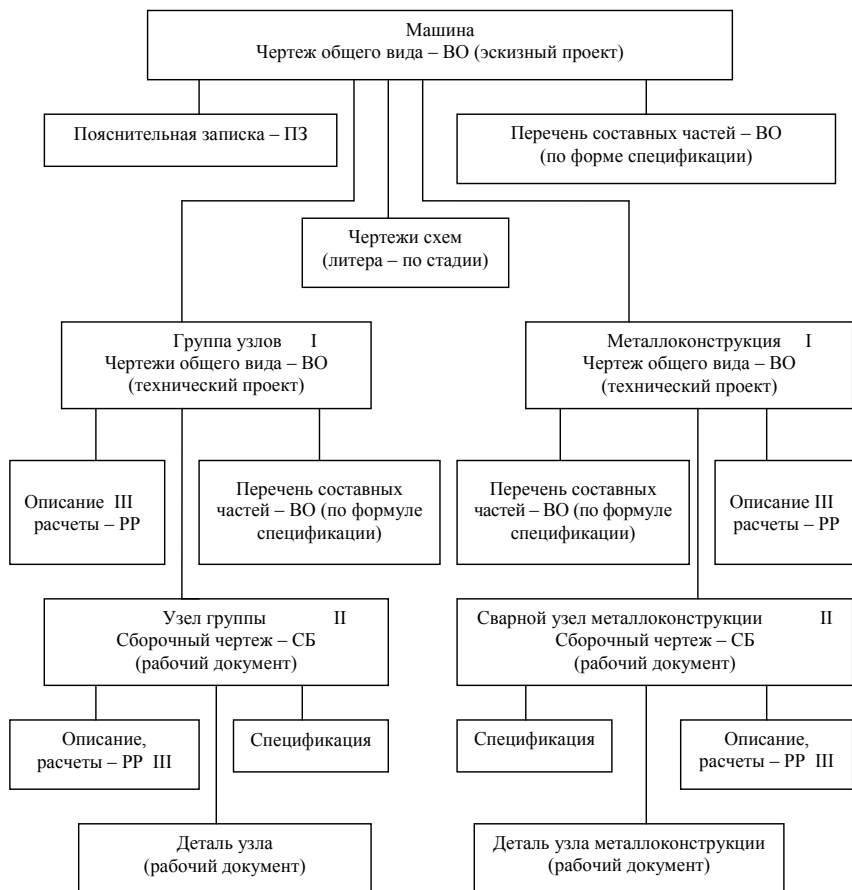 Машина
Чертеж общего вида – ВО (эскизный проект)
Пояснительная записка – ПЗ
Перечень составных частей – ВО
(по форме спецификации)
Чертежи схем
(литера – по стадии)
Группа узлов I
Чертежи общего вида – ВО
(технический проект)
Металлоконструкция I
Чертеж общего вида – ВО
(технический проект)
Описание III
расчеты – РР
Перечень составных
частей – ВО (по формуле
спецификации)
Перечень составных
частей – ВО (по формуле
спецификации)
Описание III
расчеты – РР
Узел группы II
Сборочный чертеж – СБ
(рабочий документ)
Сварной узел металлоконструкции II
Сборочный чертеж – СБ
(рабочий документ)
Описание,
расчеты – РР III
Спецификация
Спецификация
Описание,
расчеты – РР III
Деталь узла
(рабочий документ)
Деталь узла металлоконструкции
(рабочий документ)